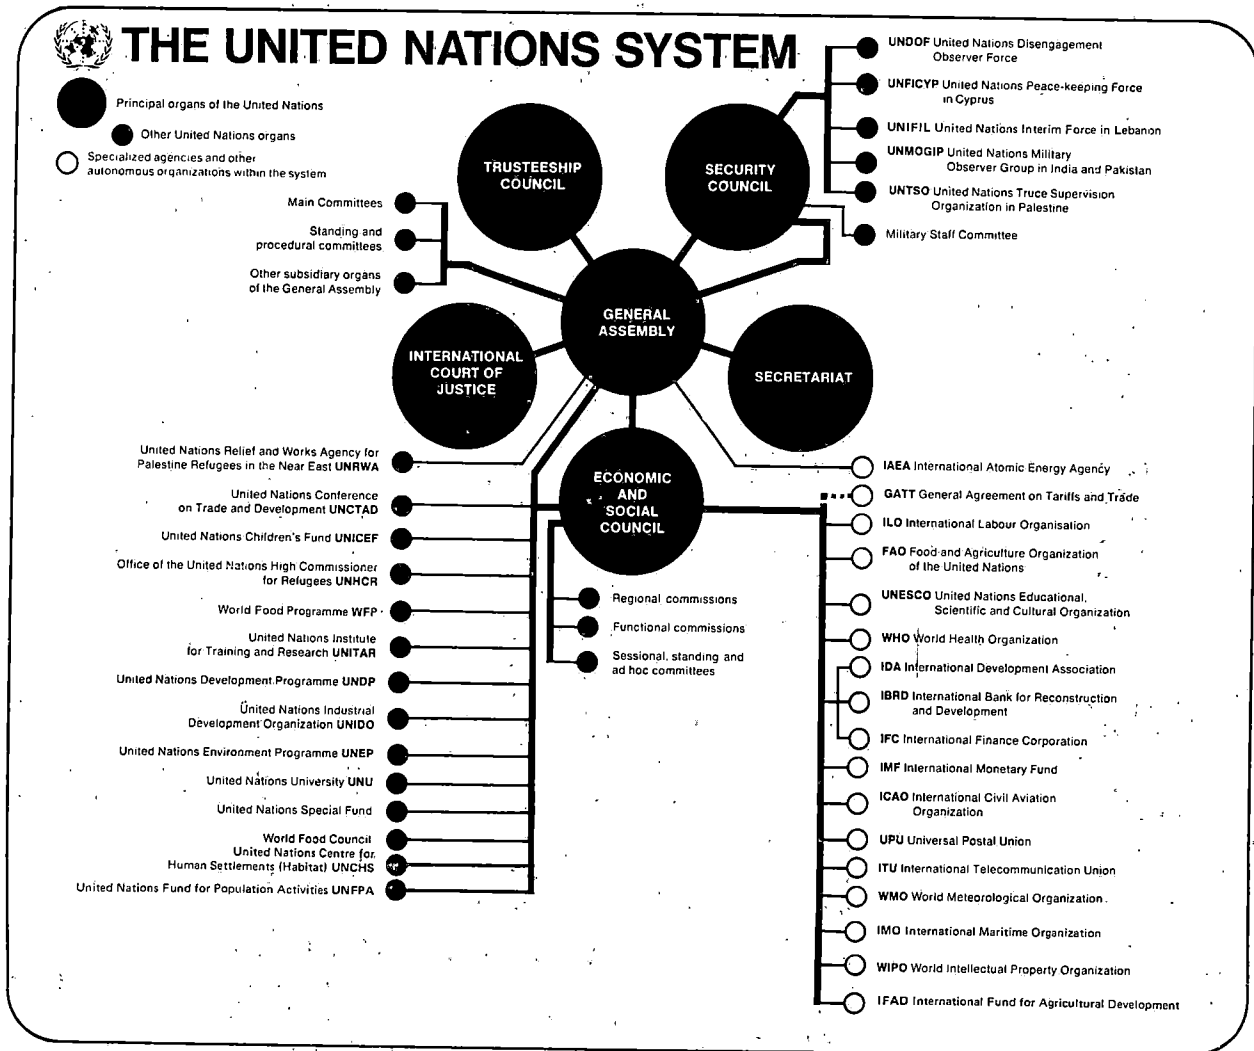 THE UNITED NATIONS SYSTEM
Principal organs of the United Nations
Other United Nations organs
Specialized agencies and other
autonomous organizations within the system
TRUSTEESHIP
COUNCIL
SECURITY
COUNCIL
GENERAL
ASSEMBLY
INTERNATIONAL
COURT OF
JUSTICE
SECRETARIAT
ECONOMIC
AND
SOCIAL
COUNCIL
UNDOF United Nations Disengagement
Observer Force
UNFICYP United Nations Peace-keeping Force
in Cyprus
UNIFIL United Nations Interim Force in Lebanon
UNMOGIP United Nations Military
Observer Group in India and Pakistan
UNTSO United Nations Truce Supervision
Organization in Palestine
Military Staff Committee
Main Committees
Standing and
procedural committees
Other subsidiary organs
of the General Assembly
United Nations Relief and Works Agency for
Palestine Refugees in the Near East UNRWA
United Nations Conference
on Trade and Development UNCTAD
United Nations Children's Fund UNICEF
Office of the United Nations High Commissioner
for Refugees UNHCR
World Food Programme WFP
United Nations Institute
for Training and Research UNITAR
United Nations Development Programme UNDP
United Nations Industrial
Development Organization UNIDO
United Nations Environment Programme UNEP
United Nations University UNU
United Nations Special Fund
World Food Council
United Nations Centre for
Human Settlements (Habitat) UNCHS
United Nations Fund for Population Activities UNFPA
Regional commissions
Functional commissions
Sessional, standing and
ad hoc committees
IAEA International Atomic Energy Agency
GATT General Agreement on Tariffs and Trade
ILO International Labour Organisation
FAO Food and Agriculture Organization
of the United Nations
UNESCO United Nations Educational,
Scientific and Cultural Organization
WHO World Health Organization
IDA International Development Association
IBRD International Bank for Reconstruction
and Development
IFC International Finance Corporation
IMF International Monetary Fund
ICAO International Civil Aviation
Organization
UPU Universal Postal Union
ITU International Telecommunication Union
WMO World Meteorological Organization
IMO International Maritime Organization
WIPO World Intellectual Property Organization
IFAD International Fund for Agricultural Development